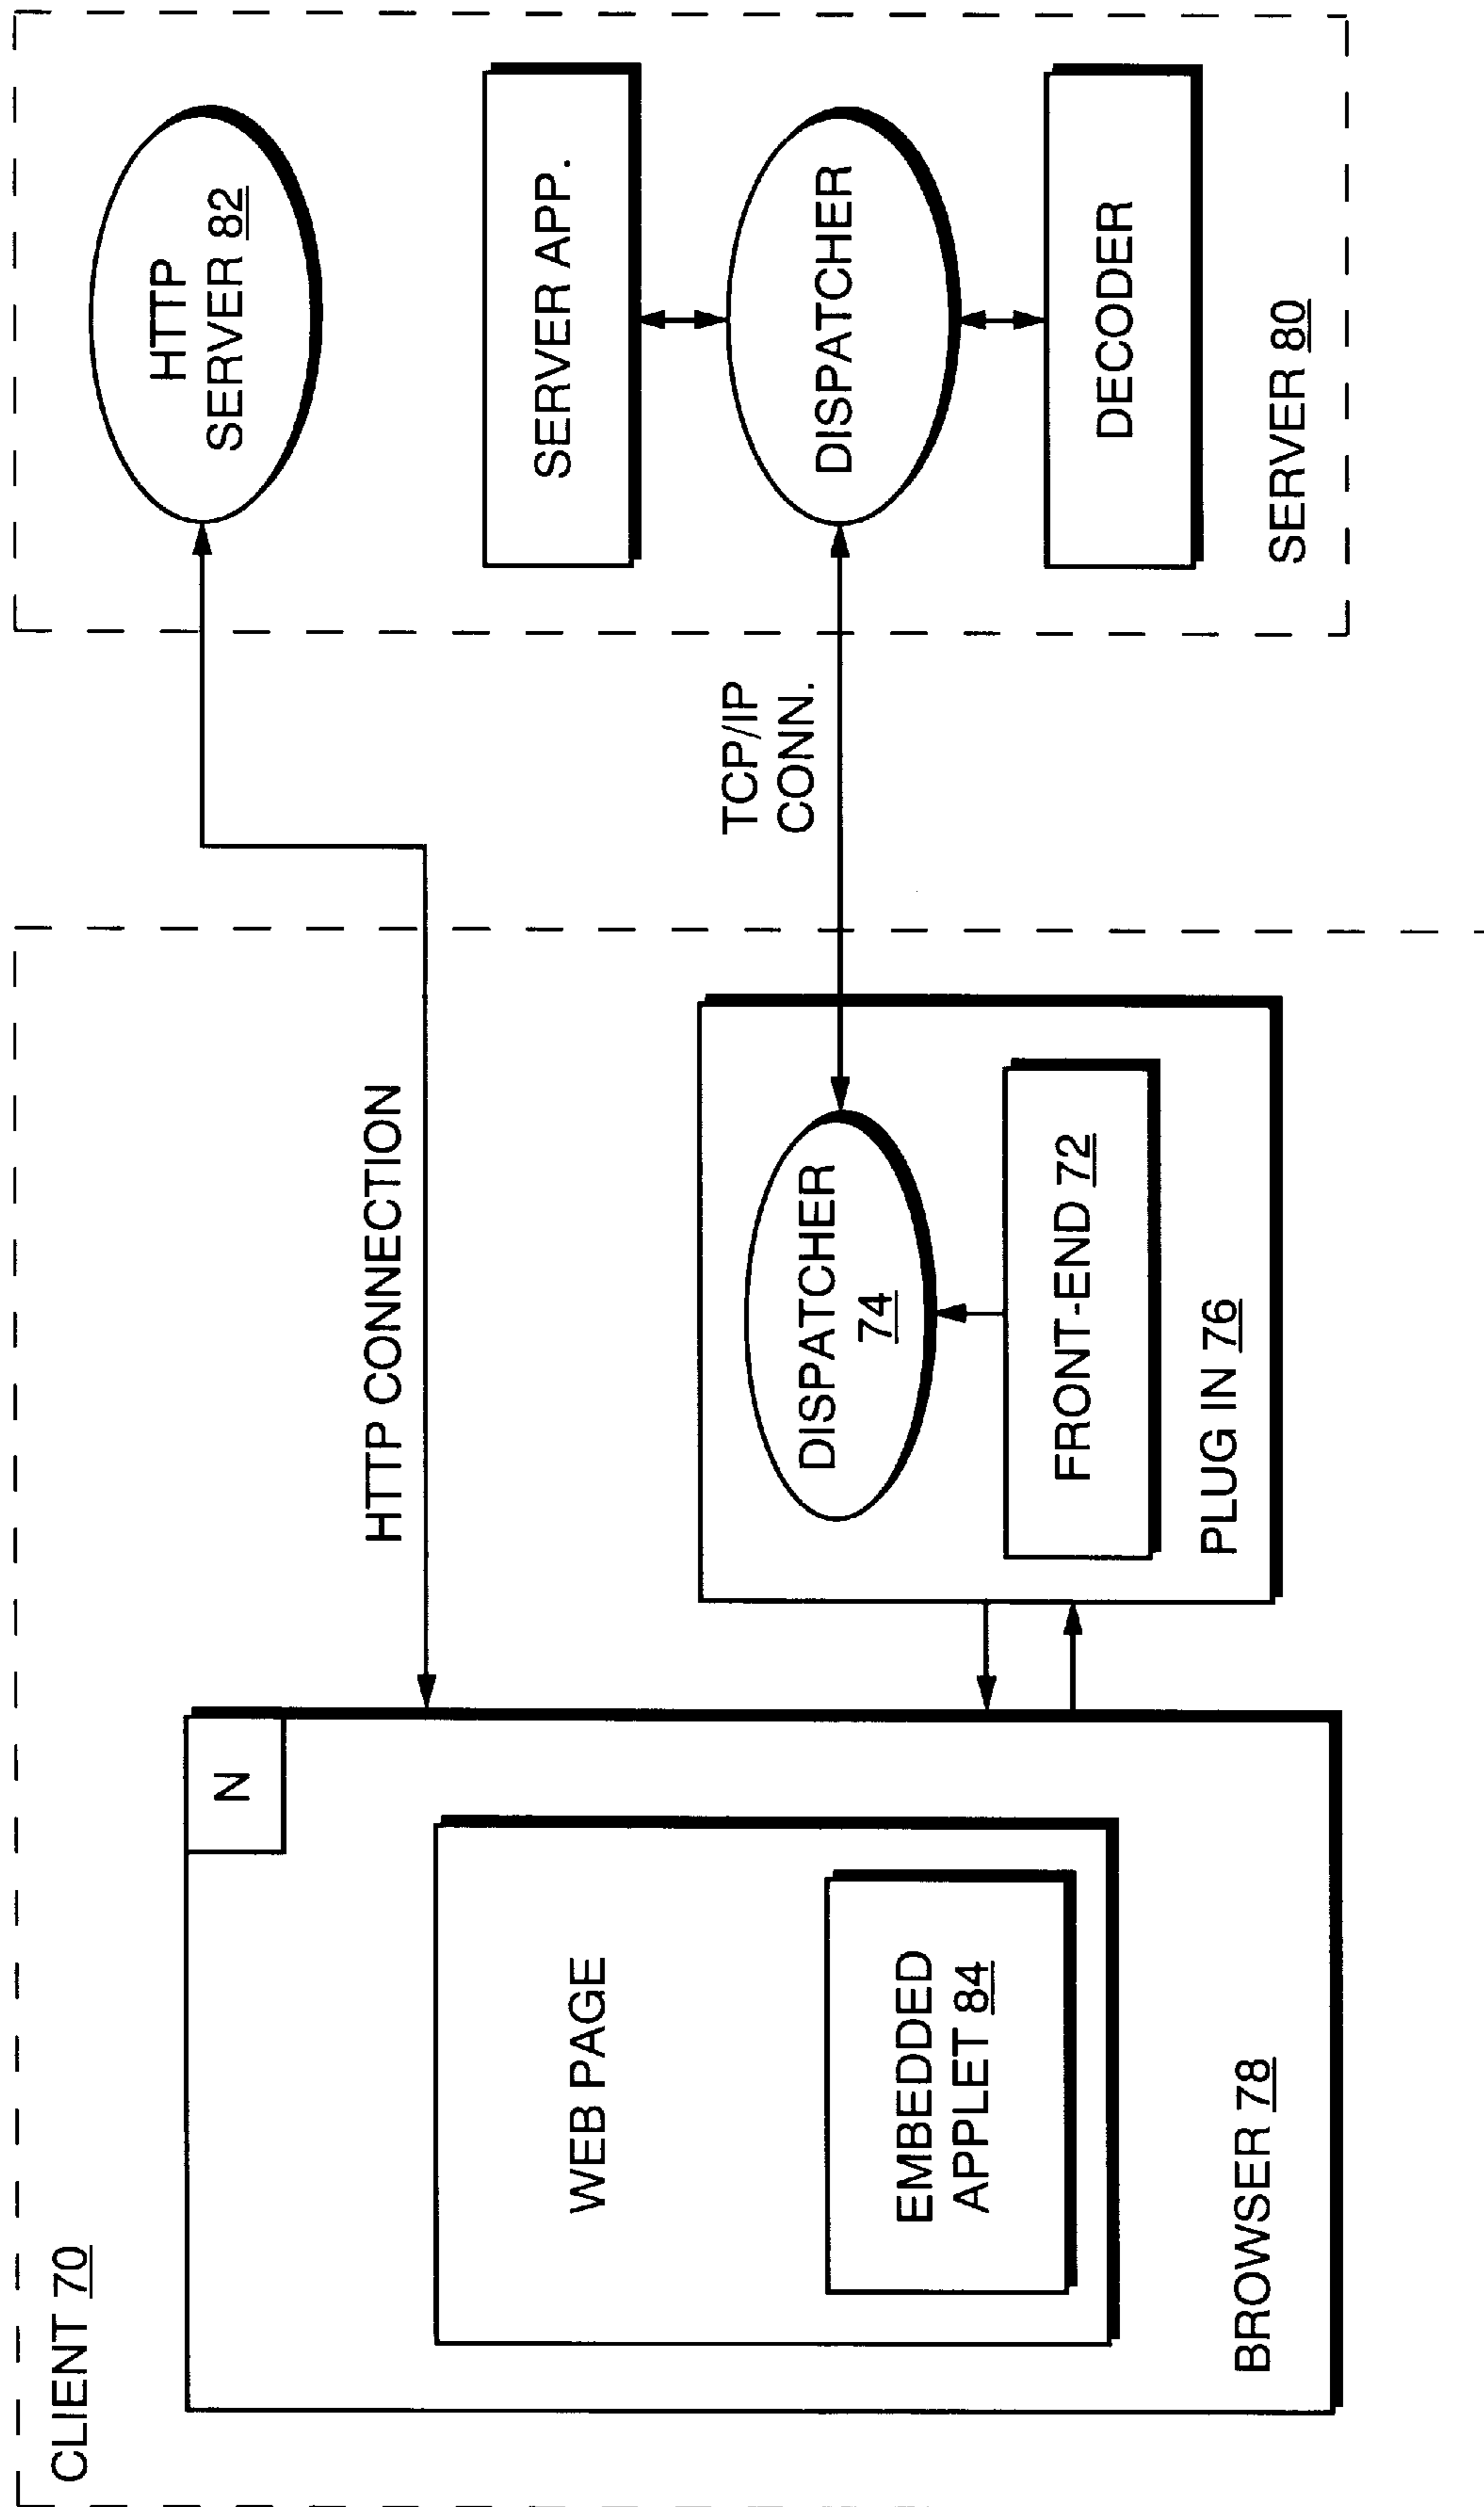 CLIENT 70
N
WEB PAGE
EMBEDDED
APPLET 84
BROWSER 78
HTTP CONNECTION
DISPATCHER
74
FRONT-END 72
PLUG IN 76
TCP/IP
CONN.
HTTP
SERVER 82
SERVER APP.
DISPATCHER
DECODER
SERVER 80